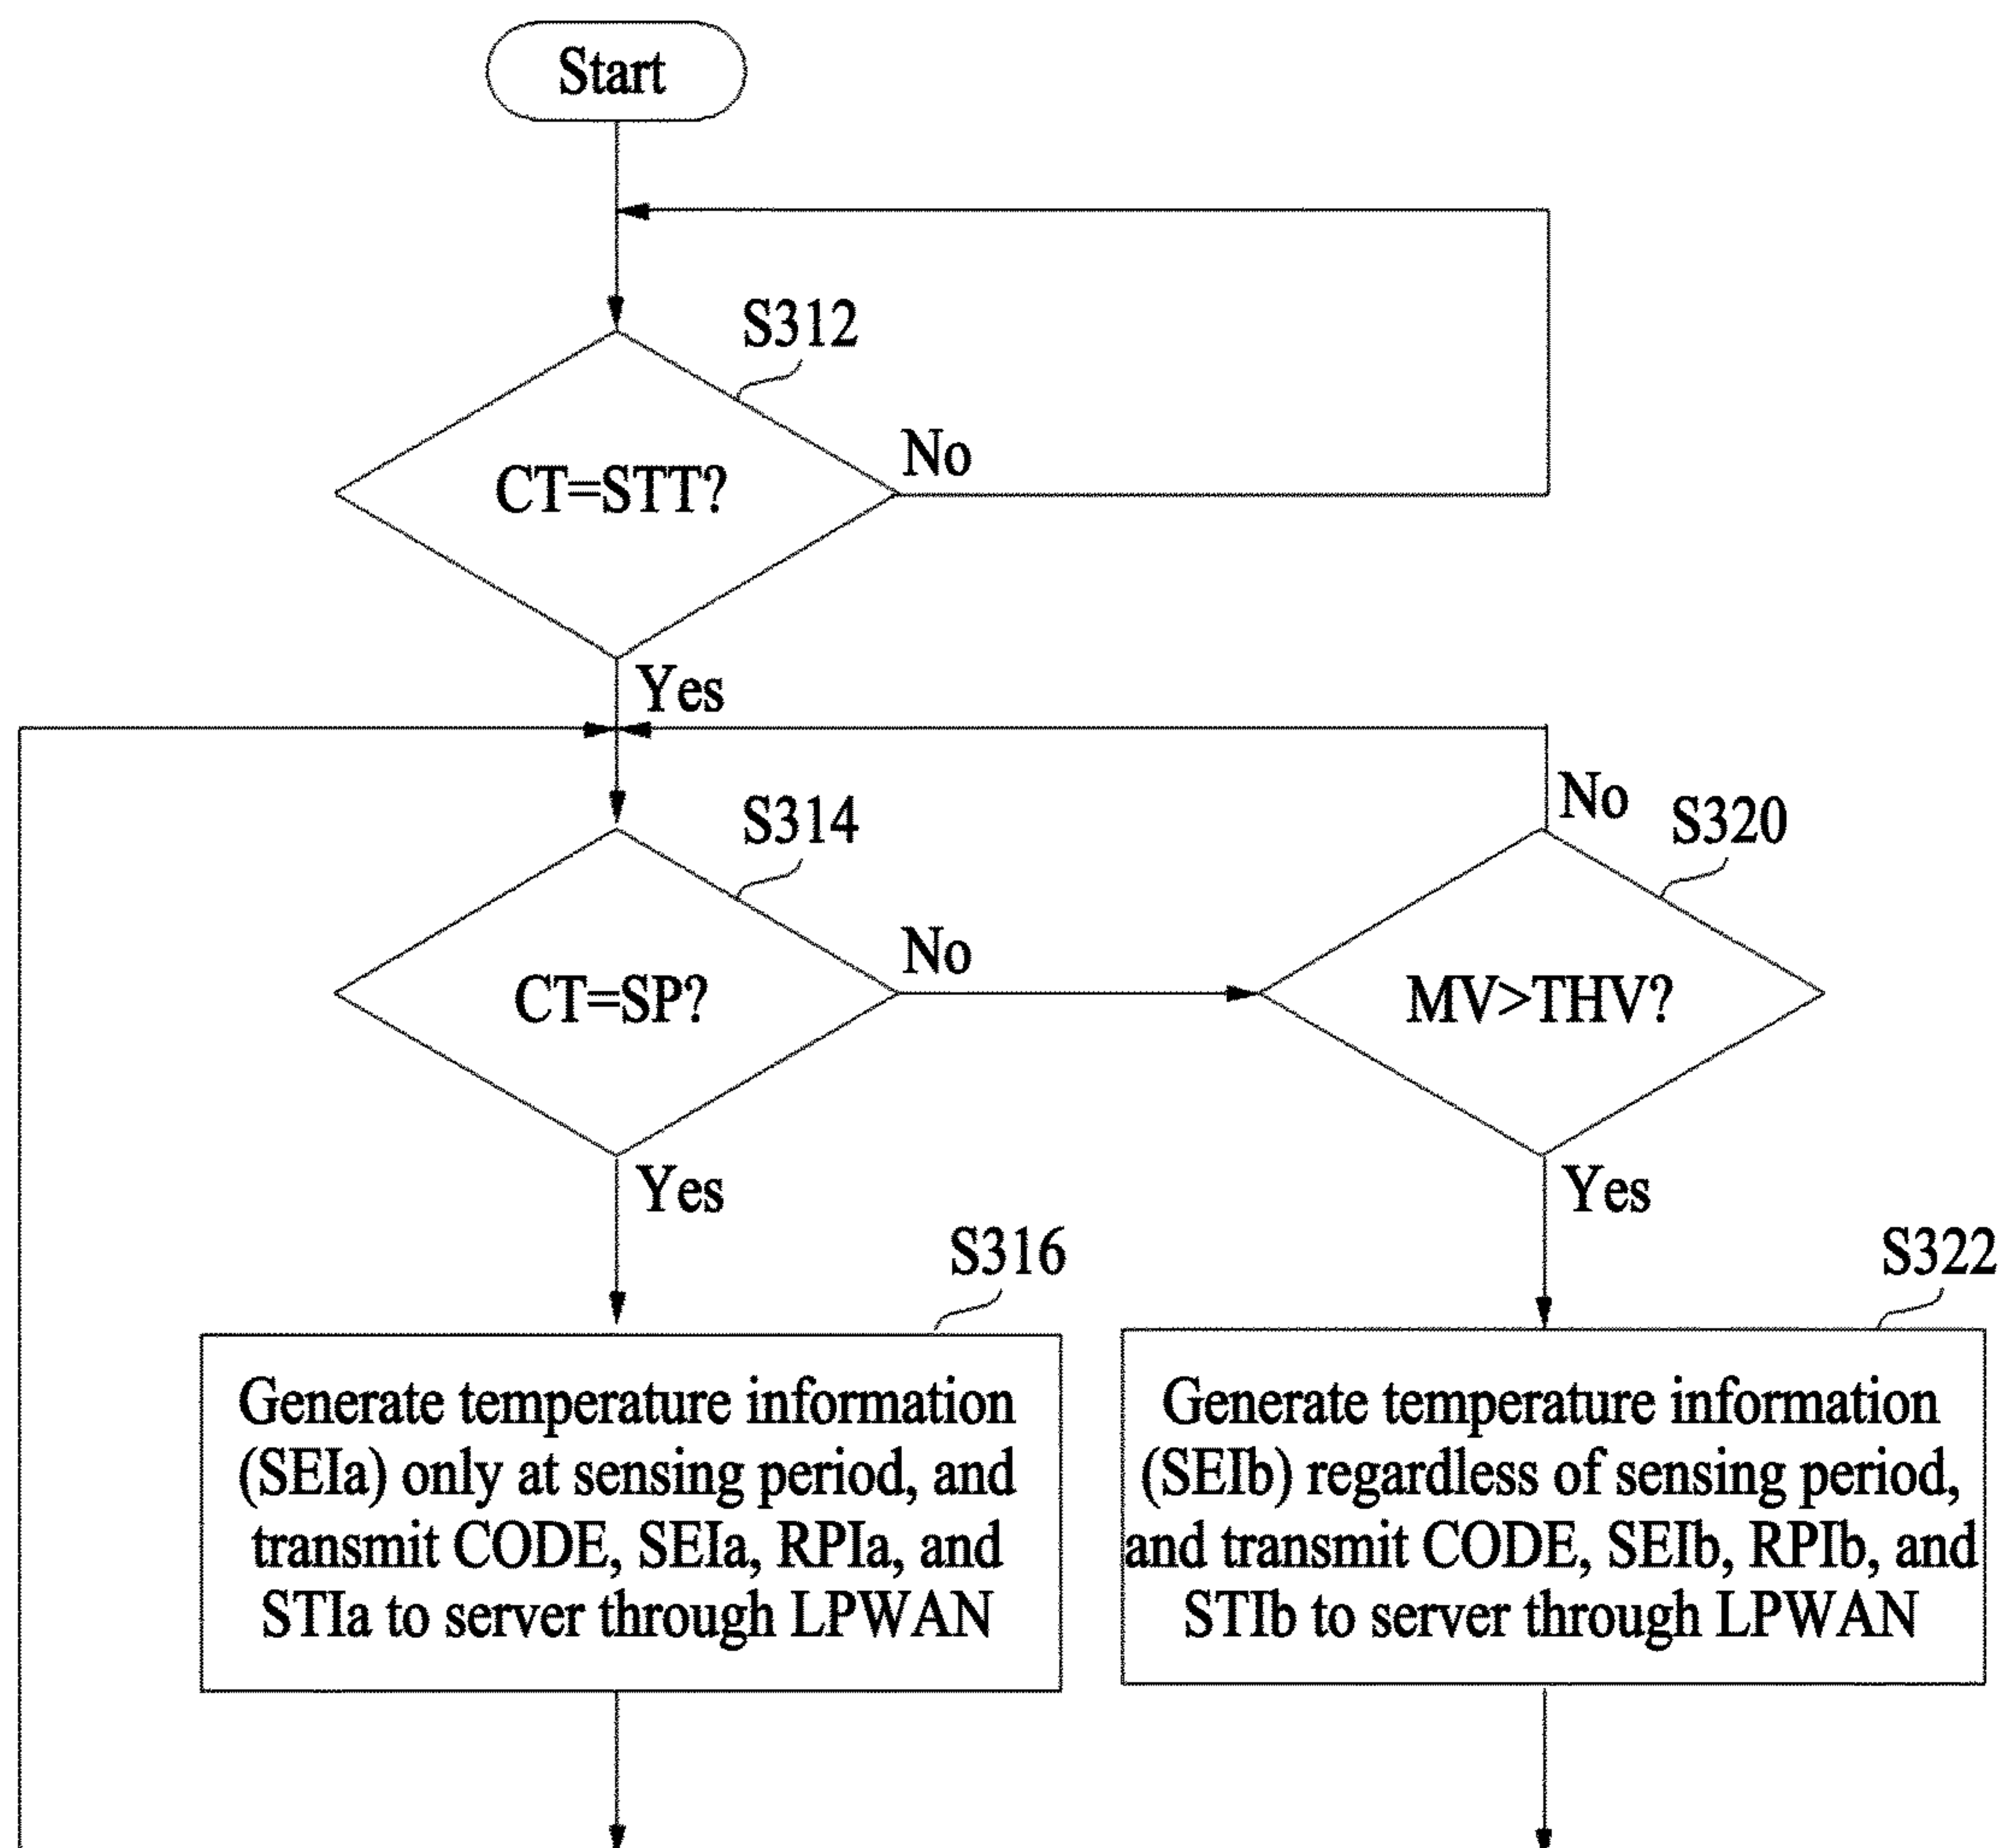 Start
S312
CT=STT?
No
Yes
S314
CT=SP?
No
Yes
No
S320
MV>THV?
Yes
S316
Generate temperature information
(SEIa) only at sensing period, and
transmit CODE, SEIa, RPIa, and
STIa to server through LPWAN
S322
Generate temperature information
(SEIb) regardless of sensing period,
and transmit CODE, SEIb, RPIb, and
STIb to server through LPWAN